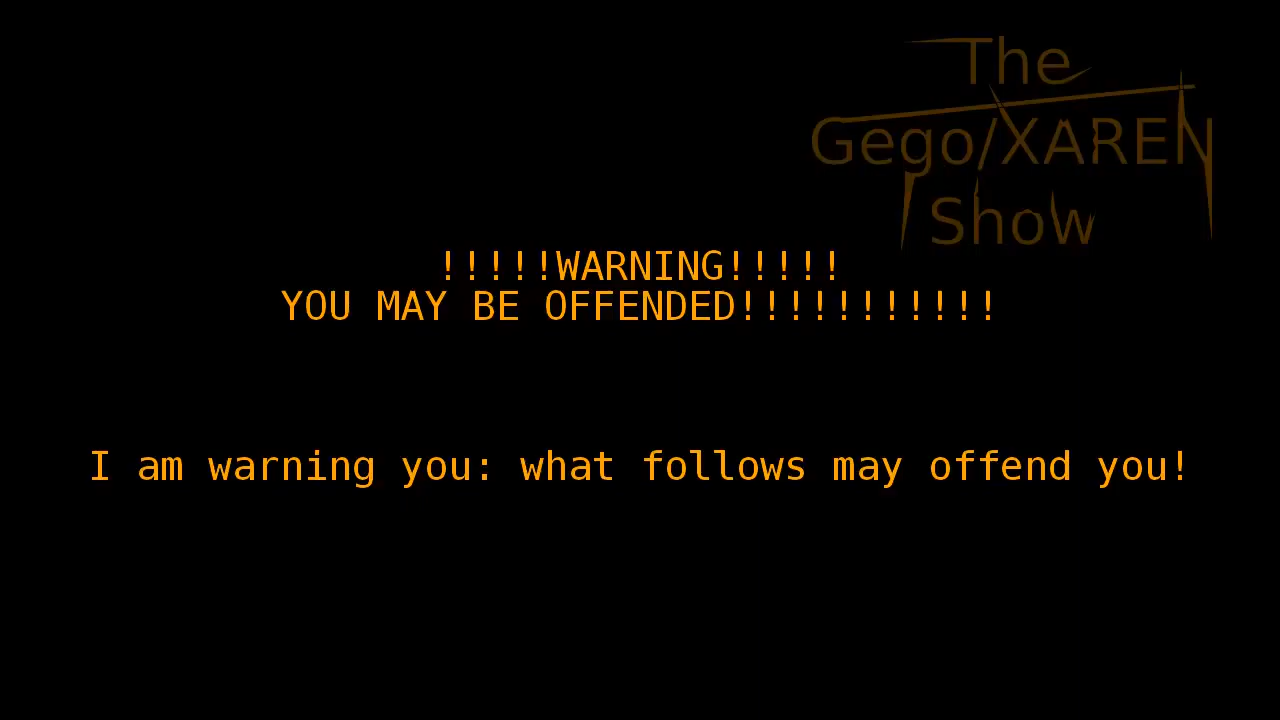 The
Gego/XAREN
Show
!!!!!WARNING!!!!!
YOU MAY BE OFFENDED!!!!!!!!!!!
I am warning you: what follows may offend you!